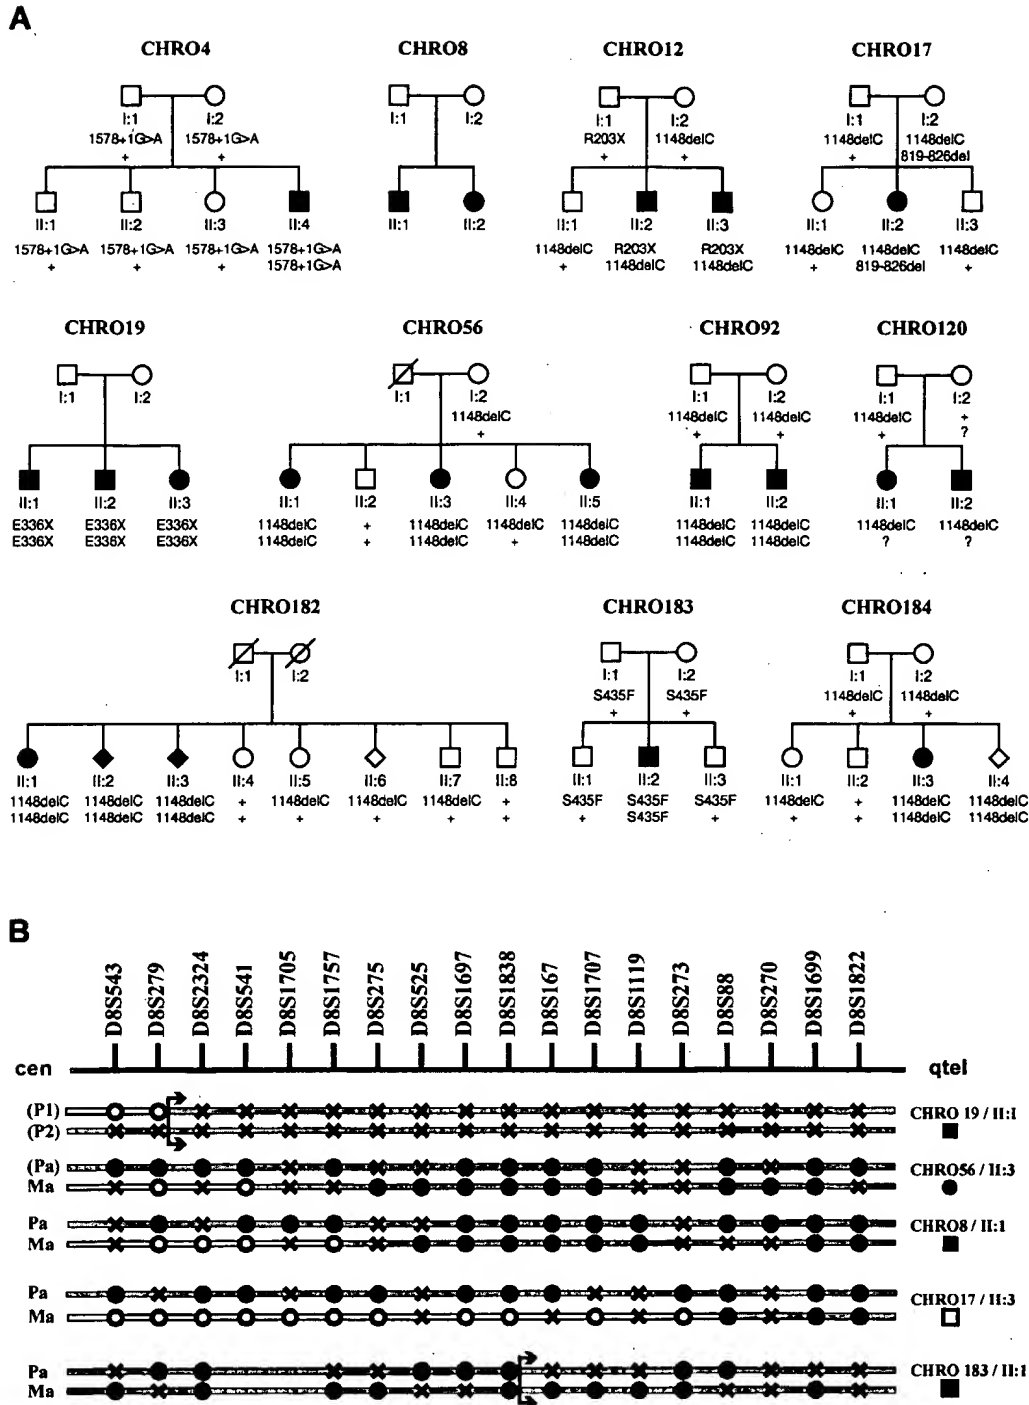 A
CHRO4 CHRO8 CHRO12 CHRO17
I:1 I:2 I:1 I:2 I:1 I:2 I:1 I:2
1578+1G>A 1578+1G>A R203X 1148delC 1148delC 1148delC
+ + + + + 819-826del
II:1 II:2 II:3 II:4 II:1 II:2 II:1 II:2 II:3 II:1 II:2 II:3
1578+1G>A 1578+1G>A 1578+1G>A 1578+1G>A 1148delC R203X R203X 1148delC 1148delC 1148delC
+ + + 1578+1G>A + 1148delC 1148delC + 819-826del +
CHRO19 CHRO56 CHRO92 CHRO120
I:1 I:2 I:1 I:2 I:1 I:2 I:1 I:2
1148delC 1148delC 1148delC 1148delC +
+ + + + ?
II:1 II:2 II:3 II:1 II:2 II:3 II:4 II:5 II:1 II:2 II:1 II:2
E336X E336X E336X 1148delC + 1148delC 1148delC 1148delC 1148delC 1148delC 1148delC 1148delC
E336X E336X E336X 1148delC + 1148delC + 1148delC 1148delC 1148delC ? ?
CHRO182 CHRO183 CHRO184
I:1 I:2 I:1 I:2 I:1 I:2
S435F S435F 1148delC 1148delC
+ + + +
II:1 II:2 II:3 II:4 II:5 II:6 II:7 II:8 II:1 II:2 II:3 II:1 II:2 II:3 II:4
1148delC 1148delC 1148delC + 1148delC 1148delC 1148delC + S435F S435F S435F 1148delC + 1148delC 1148delC
1148delC 1148delC 1148delC + + + + + + S435F + + + 1148delC 1148delC
B
D8S543 D8S279 D8S2324 D8S541 D8S1705 D8S1757 D8S275 D8S525 D8S1697 D8S1838 D8S167 D8S1707 D8S1119 D8S273 D8S88 D8S270 D8S1699 D8S1822
cen qtel
(P1) CHRO 19 / II:I
(P2)
(Pa) CHRO56 / II:3
Ma
Pa CHRO8 / II:1
Ma
Pa CHRO17 / II:3
Ma
Pa CHRO 183 / II:1
Ma